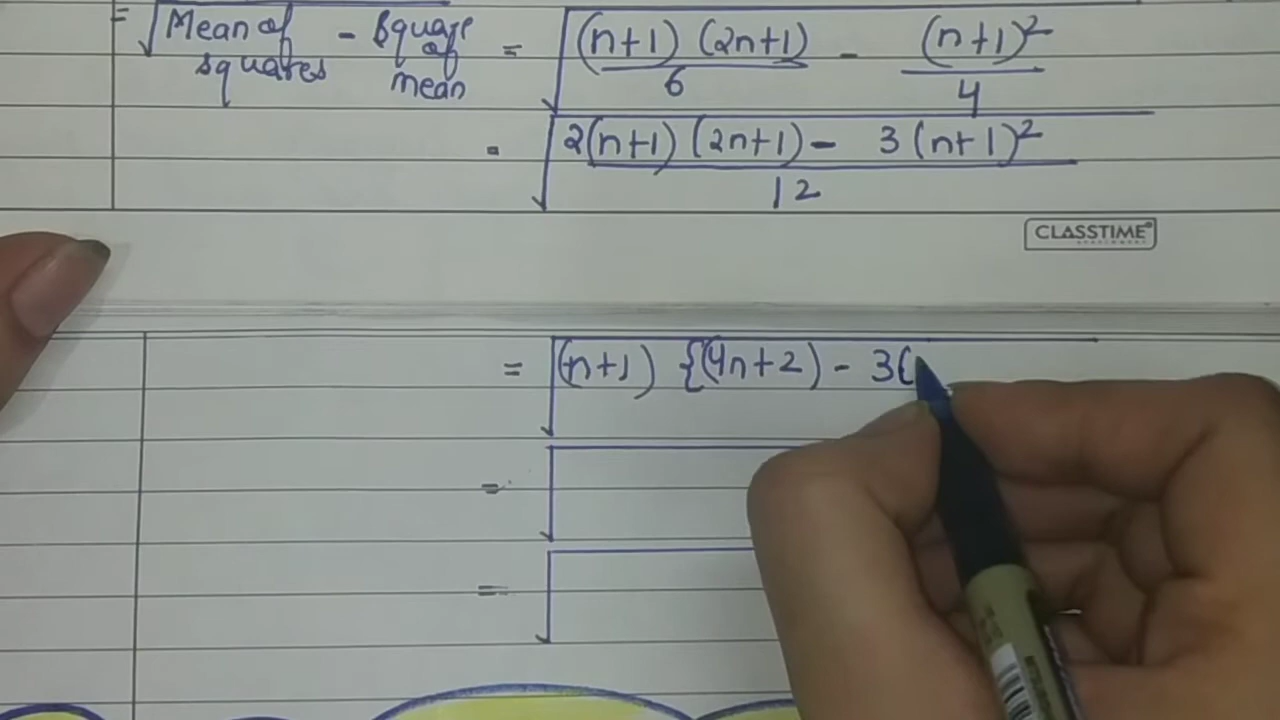 = √ Mean of squares - Square of mean = √ (n+1) (2n+1) / 6 - (n+1)² / 4
= √ 2(n+1) (2n+1) - 3 (n+1)² / 12
CLASSTIME
= √ (n+1) {(4n+2) - 3(
= √
= √